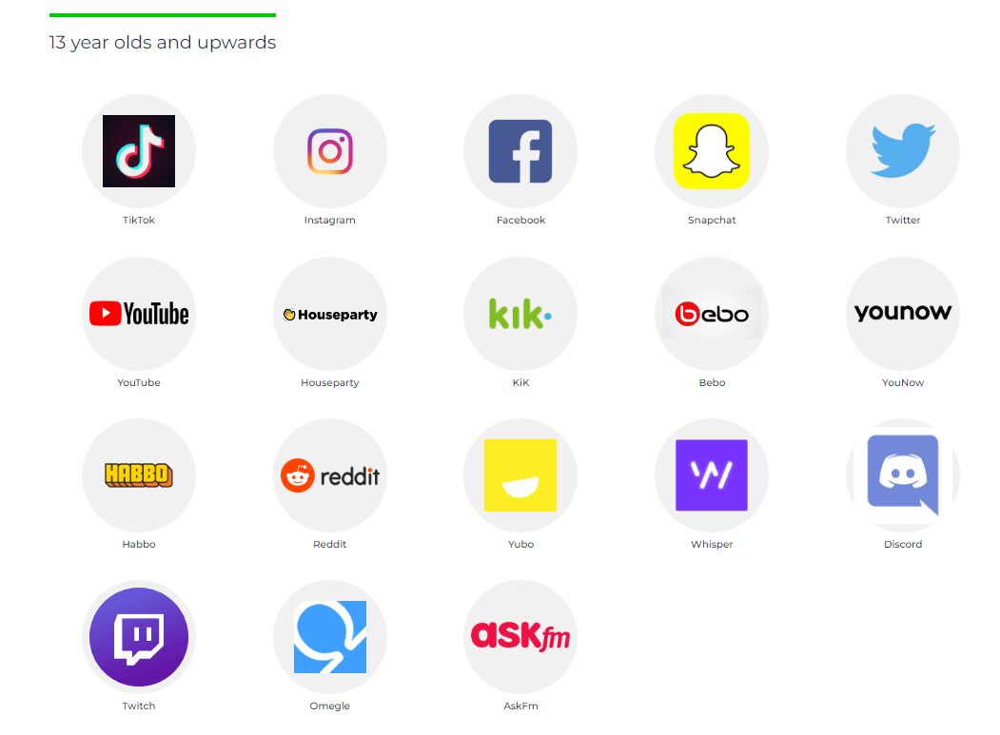 13 year olds and upwards
TikTok
Instagram
Facebook
Snapchat
Twitter
YouTube
Houseparty
kik
bebo
younow
YouTube
Houseparty
KiK
Bebo
YouNow
HABBO
reddit
Habbo
Reddit
Yubo
Whisper
Discord
askfm
Twitch
Omegle
AskFm